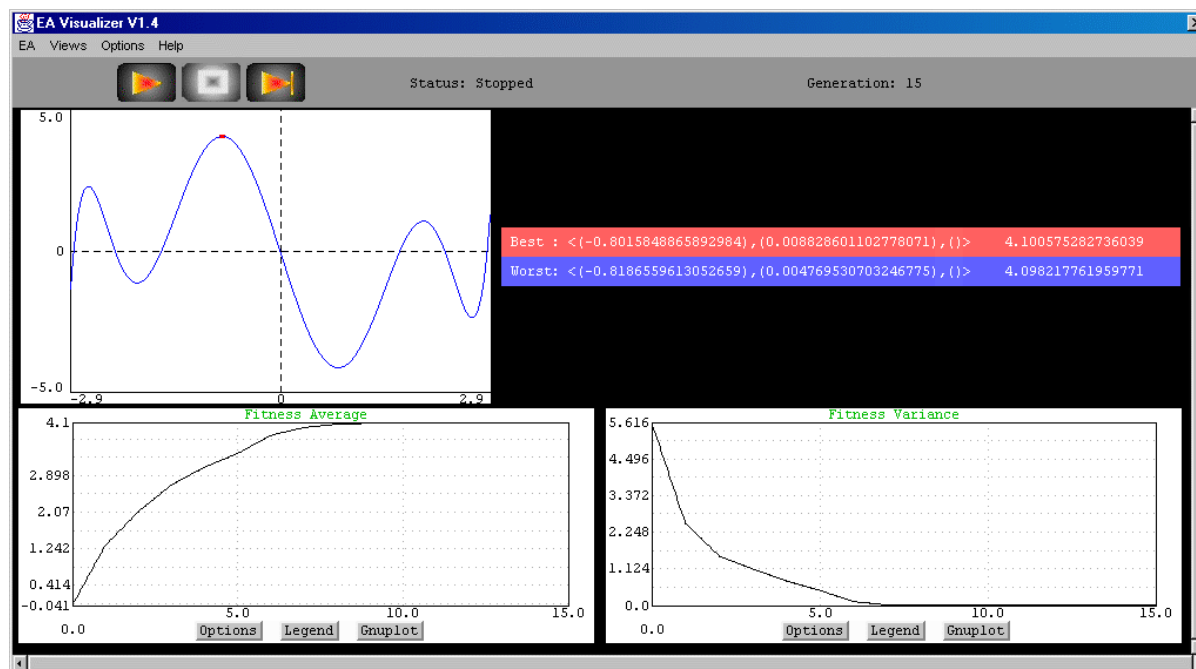 EA Visualizer V1.4
EA Views Options Help
Status: Stopped Generation: 15
5.0
0
-5.0
-2.9 0 2.9
Best : <(-0.8015848865892984),(0.008828601102778071),()> 4.100575282736039
Worst: <(-0.8186559613052659),(0.004769530703246775),()> 4.098217761959771
Fitness Average
4.1
2.898
2.07
1.242
0.414
-0.041
0.0 5.0 10.0 15.0
Options Legend Gnuplot
Fitness Variance
5.616
4.496
3.372
2.248
1.124
0.0
0.0 5.0 10.0 15.0
Options Legend Gnuplot